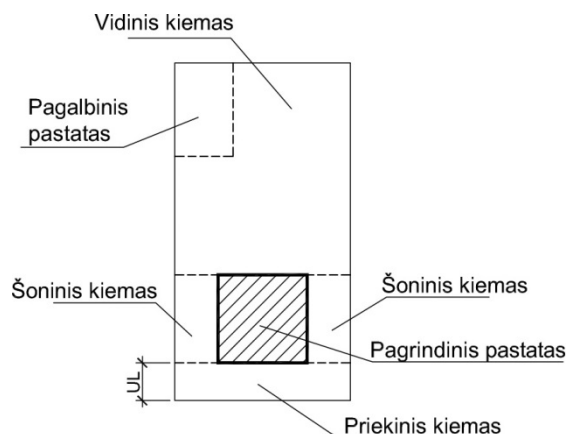 Vidinis kiemas
Pagalbinis
pastatas
Šoninis kiemas
Šoninis kiemas
Pagrindinis pastatas
UL
Priekinis kiemas